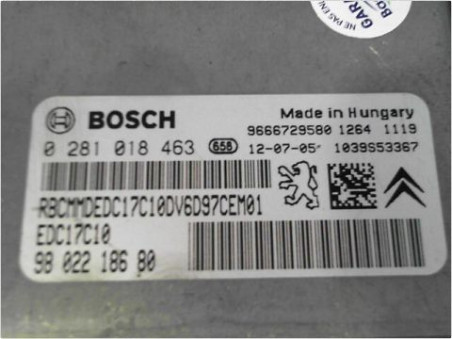 NE PAS EN
GAR
BOSCH
Made in Hungary
9666729580 1264 1119
0 281 018 463 658 12-07-05 1039S53367
RBCMMDEDC17C10DV6D97CEM01
EDC17C10
98 022 186 80